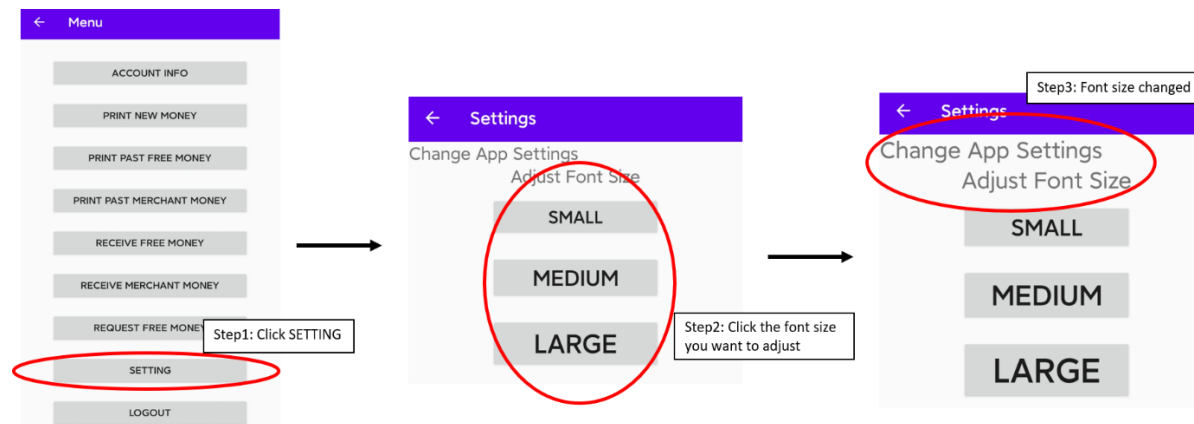 Menu
ACCOUNT INFO
PRINT NEW MONEY
PRINT PAST FREE MONEY
PRINT PAST MERCHANT MONEY
RECEIVE FREE MONEY
RECEIVE MERCHANT MONEY
REQUEST FREE MONEY
Step1: Click SETTING
SETTING
LOGOUT
Settings
Change App Settings
Adjust Font Size
SMALL
MEDIUM
LARGE
Step2: Click the font size
you want to adjust
Step3: Font size changed
Settings
Change App Settings
Adjust Font Size
SMALL
MEDIUM
LARGE